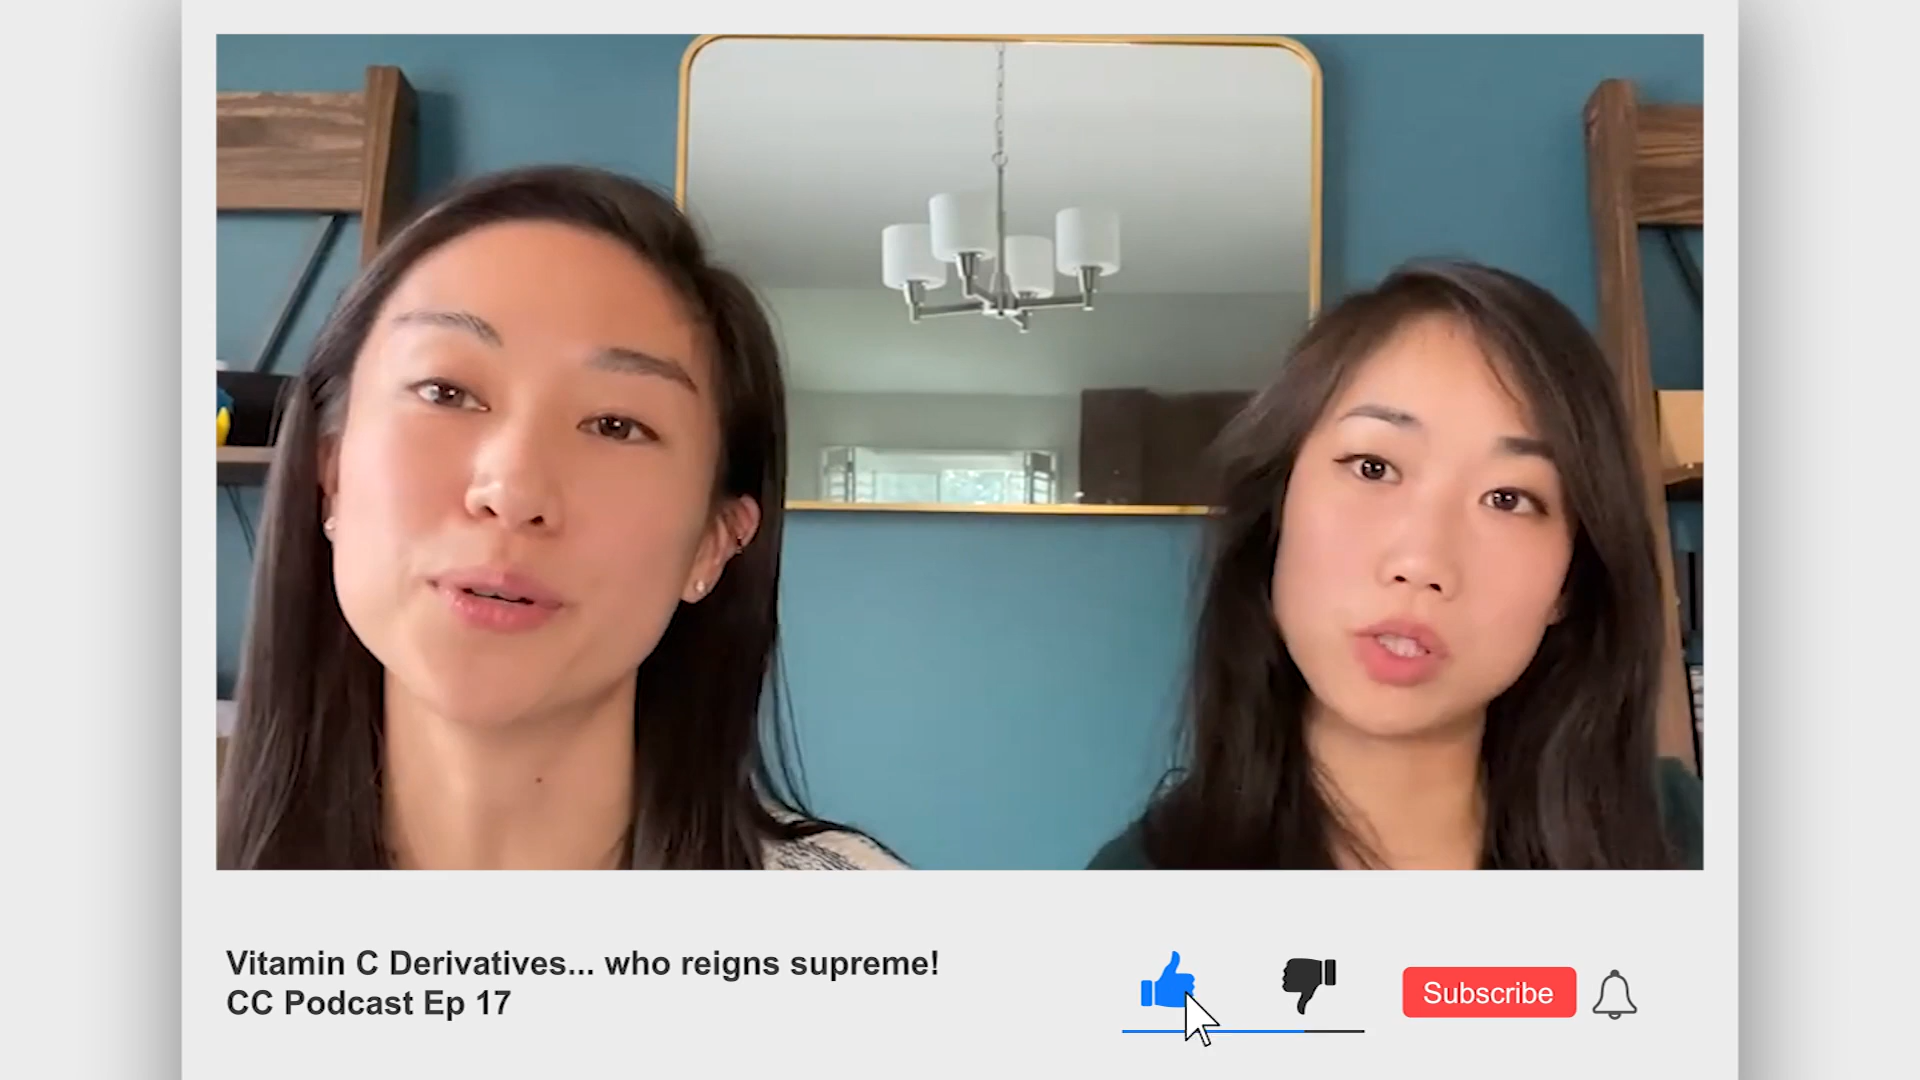 Vitamin C Derivatives... who reigns supreme!
CC Podcast Ep 17
Subscribe